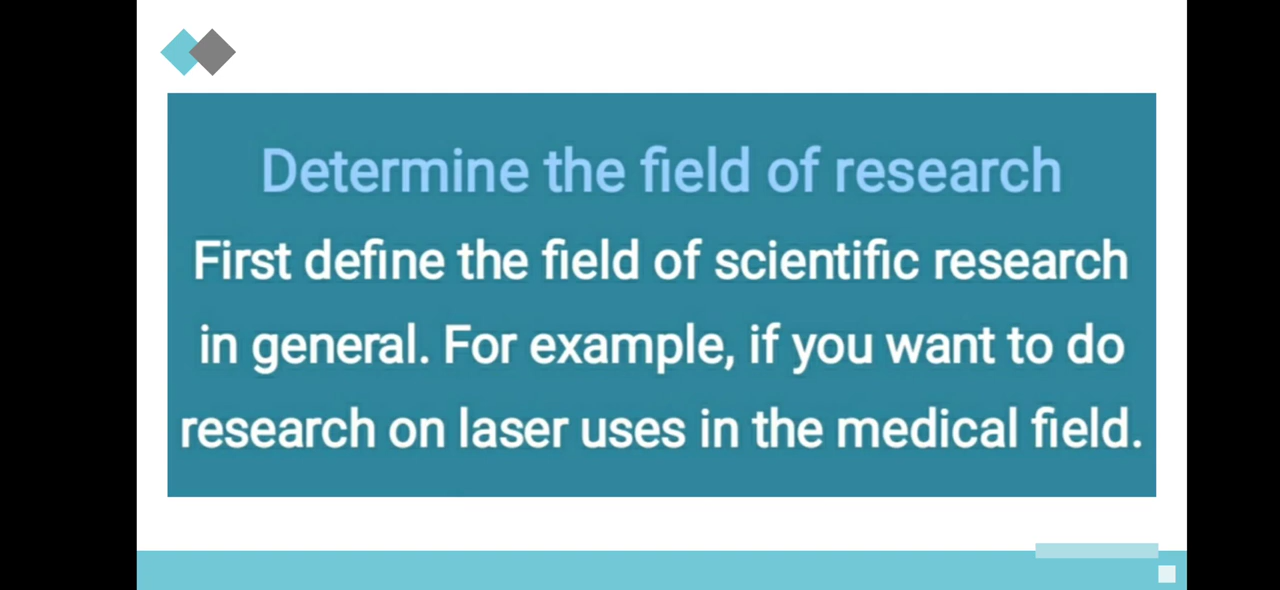 Determine the field of research
First define the field of scientific research
in general. For example, if you want to do
research on laser uses in the medical field.